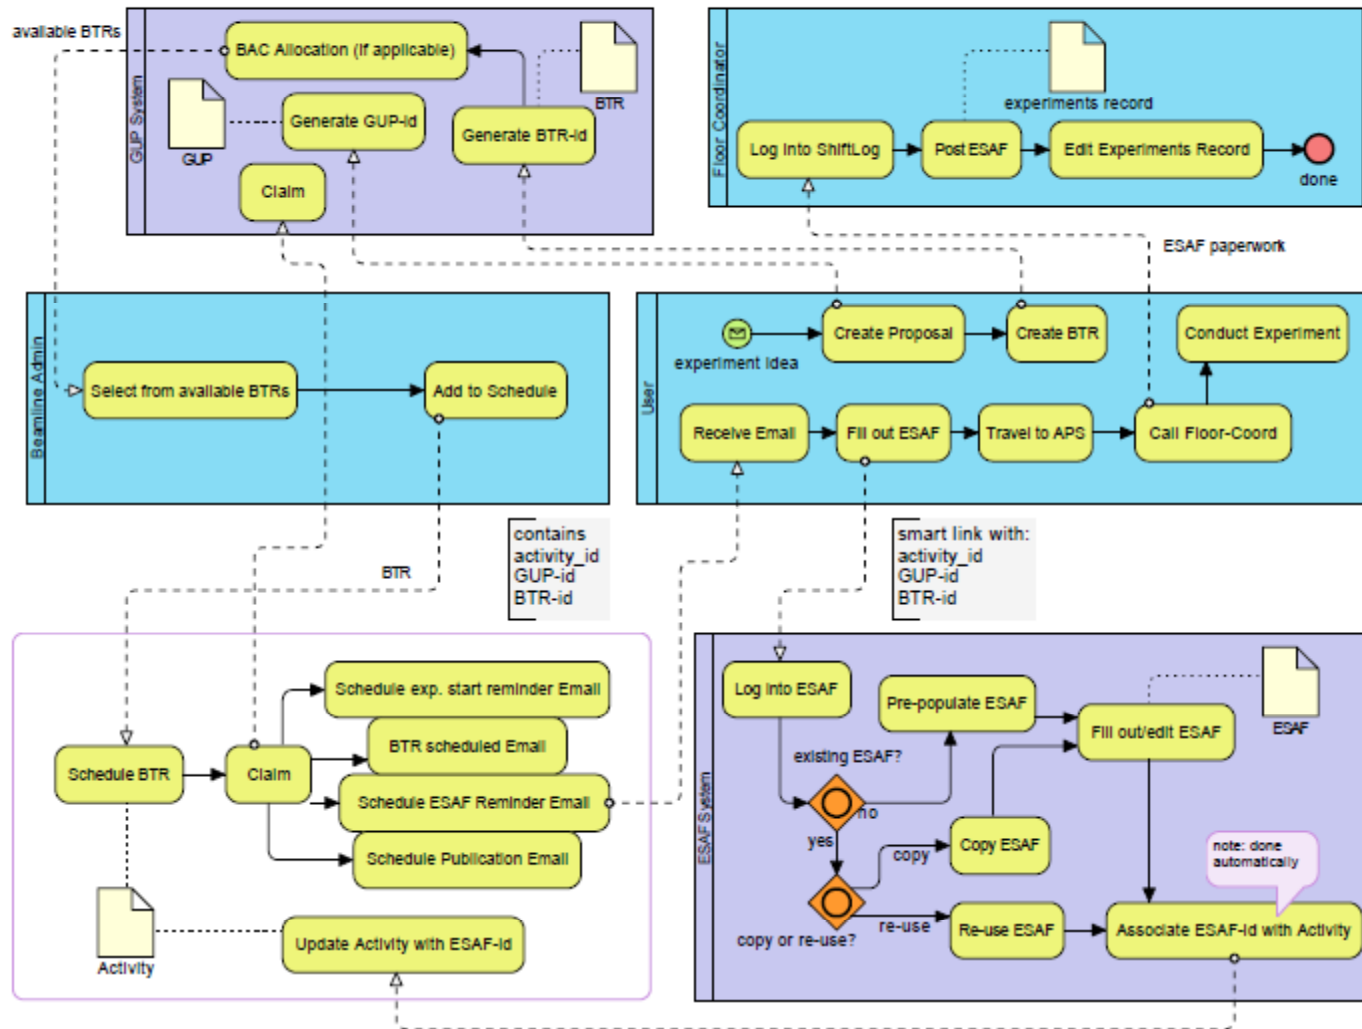 available BTRs
GUP System
BAC Allocation (if applicable)
BTR
Generate GUP-id
GUP
Generate BTR-id
Claim
Floor Coordinator
experiments record
Log into ShiftLog
Post ESAF
Edit Experiments Record
done
ESAF paperwork
Beamline Admin
Select from available BTRs
Add to Schedule
User
experiment idea
Create Proposal
Create BTR
Conduct Experiment
Receive Email
Fill out ESAF
Travel to APS
Call Floor-Coord
contains
activity_id
GUP-id
BTR-id
BTR
smart link with:
activity_id
GUP-id
BTR-id
Schedule BTR
Claim
Schedule exp. start reminder Email
BTR scheduled Email
Schedule ESAF Reminder Email
Schedule Publication Email
Activity
Update Activity with ESAF-id
ESAF System
Log into ESAF
existing ESAF?
no
yes
Pre-populate ESAF
Fill out/edit ESAF
ESAF
copy
Copy ESAF
copy or re-use?
re-use
Re-use ESAF
note: done
automatically
Associate ESAF-id with Activity